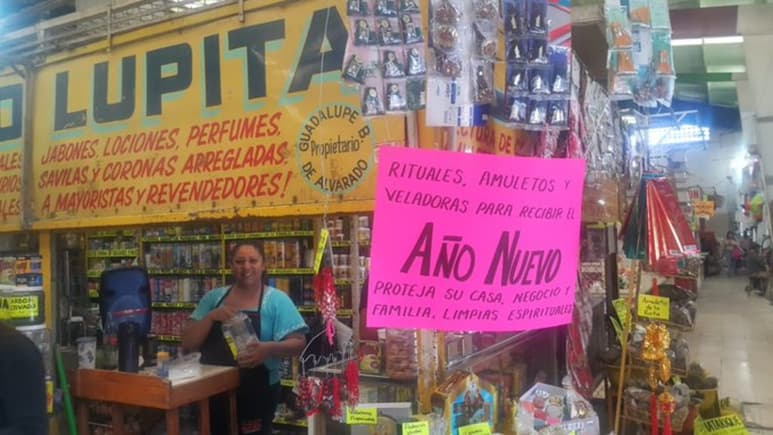 O LUPITA
JABONES, LOCIONES, PERFUMES,
SAVILAS Y CORONAS ARREGLADAS
A MAYORISTAS Y REVENDEDORES!
GUADALUPE B
Propietario
DE ALVARADO
RITUALES, AMULETOS Y
VELADORAS PARA RECIBIR EL
AÑO NUEVO
PROTEJA SU CASA, NEGOCIO Y
FAMILIA. LIMPIAS ESPIRITUALES